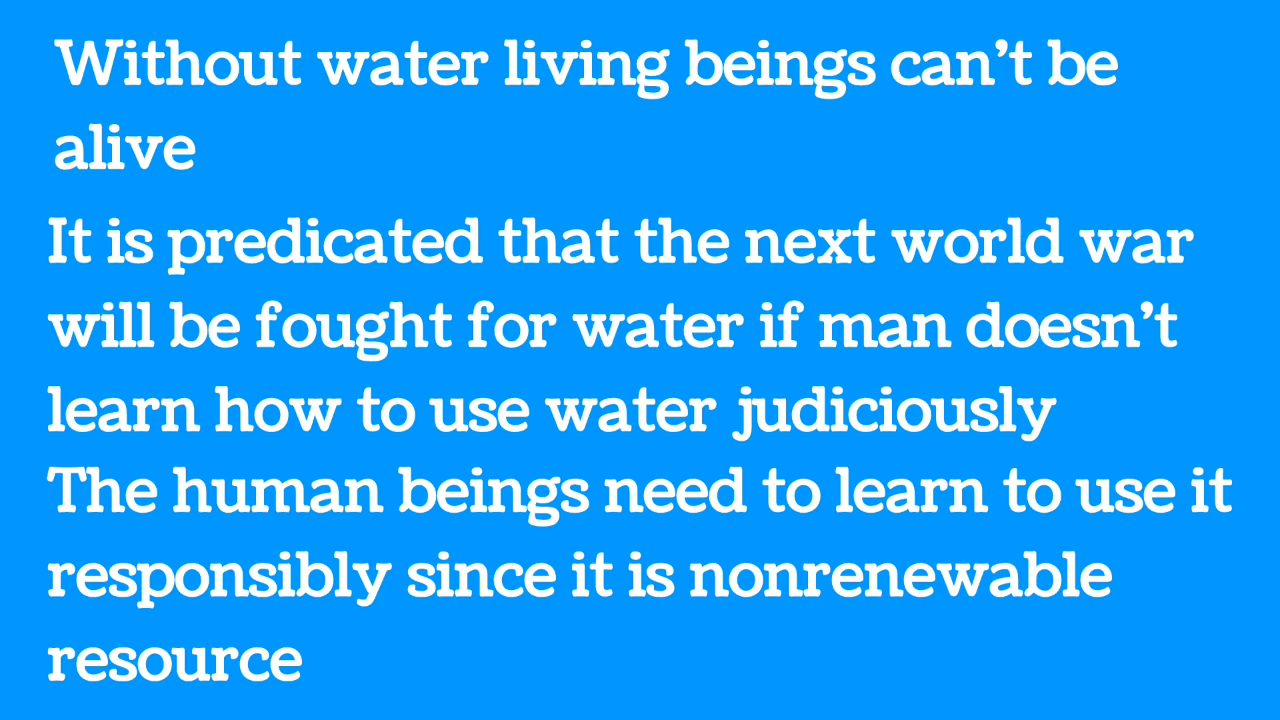 Without water living beings can’t be
alive
It is predicated that the next world war
will be fought for water if man doesn’t
learn how to use water judiciously
The human beings need to learn to use it
responsibly since it is nonrenewable
resource